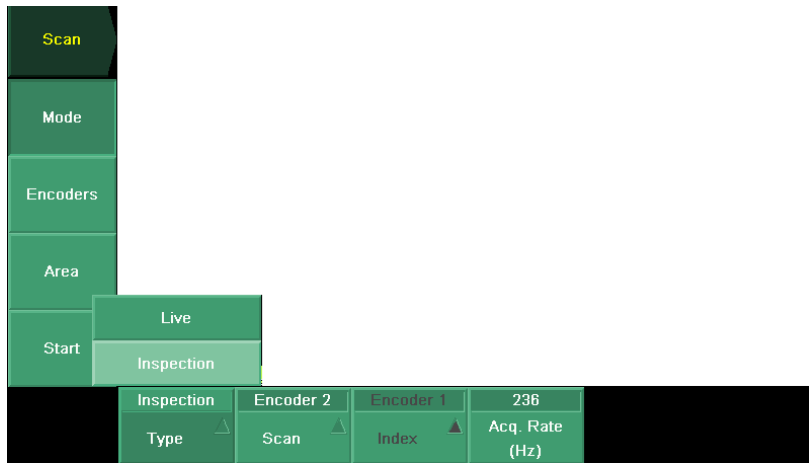 Scan
Mode
Encoders
Area
Start
Live
Inspection
Inspection
Type
Encoder 2
Scan
Encoder 1
Index
236
Acq. Rate
(Hz)